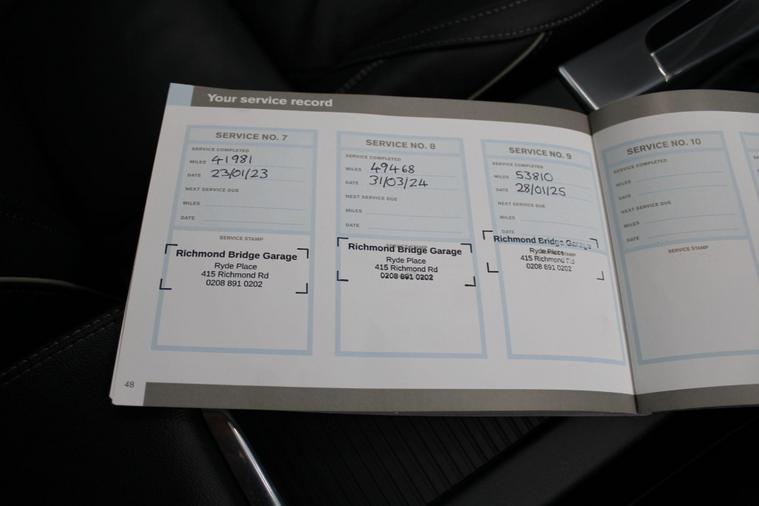 Your service record
SERVICE NO. 7
SERVICE COMPLETED
MILES 41981
DATE 23/01/23
NEXT SERVICE DUE
MILES
DATE
SERVICE STAMP
Richmond Bridge Garage
Ryde Place
415 Richmond Rd
0208 891 0202
SERVICE NO. 8
SERVICE COMPLETED
MILES 49468
DATE 31/03/24
NEXT SERVICE DUE
MILES
DATE
Richmond Bridge Garage
Ryde Place
415 Richmond Rd
0208 891 0202
SERVICE NO. 9
SERVICE COMPLETED
MILES 53810
DATE 28/01/25
NEXT SERVICE DUE
MILES
DATE
Richmond Bridge Garage
Ryde Place
415 Richmond Rd
0208 891 0202
SERVICE NO. 10
SERVICE COMPLETED
MILES
DATE
NEXT SERVICE DUE
MILES
DATE
SERVICE STAMP
48